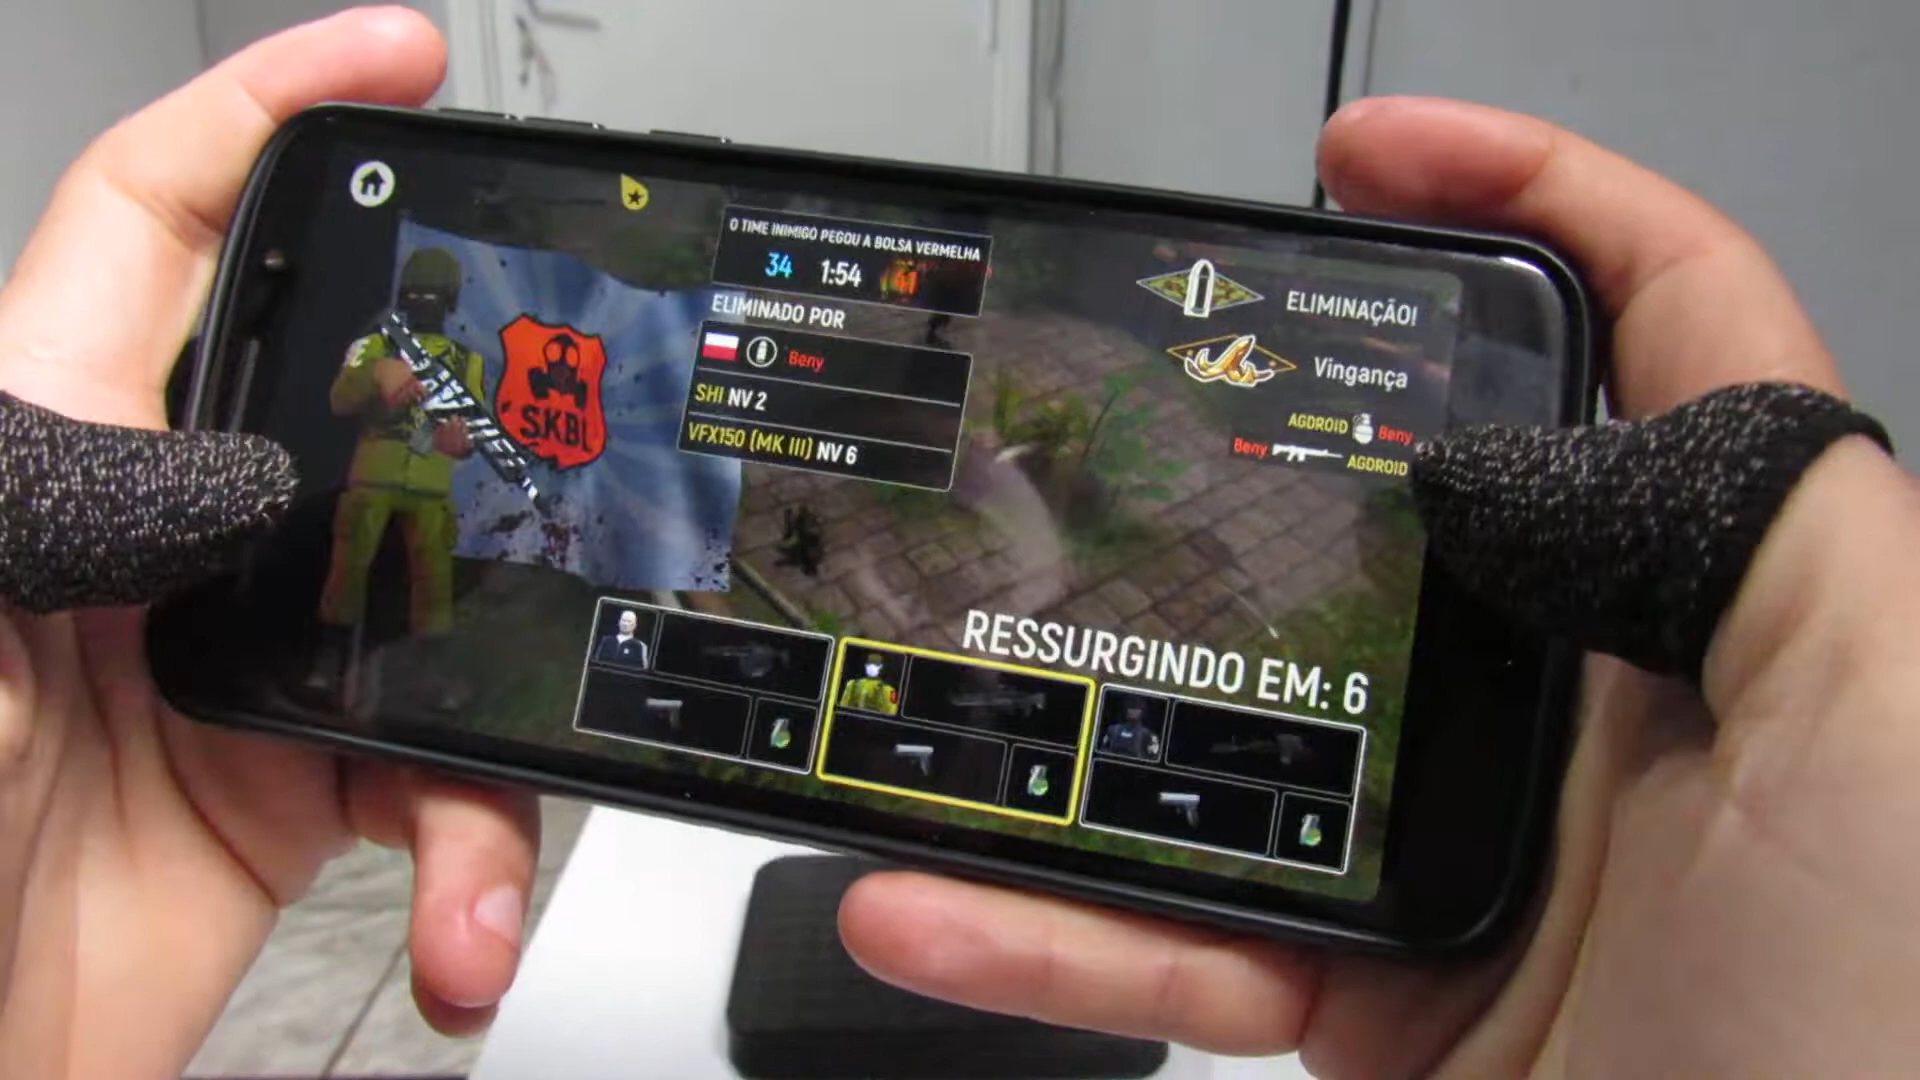 O TIME INIMIGO PEGOU A BOLSA VERMELHA
34 1:54 41
ELIMINADO POR
Beny
SHI NV 2
VFX150 (MK III) NV 6
SKBL
ELIMINAÇÃO!
Vingança
AGDROID Beny
Beny AGDROID
RESSURGINDO EM: 6